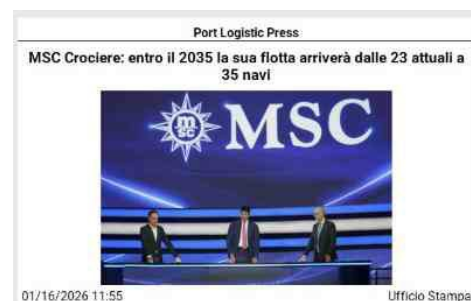 Port Logistic Press
MSC Crociere: entro il 2035 la sua flotta arriverà dalle 23 attuali a
35 navi
msc
MSC
01/16/2026 11:55
Ufficio Stampa